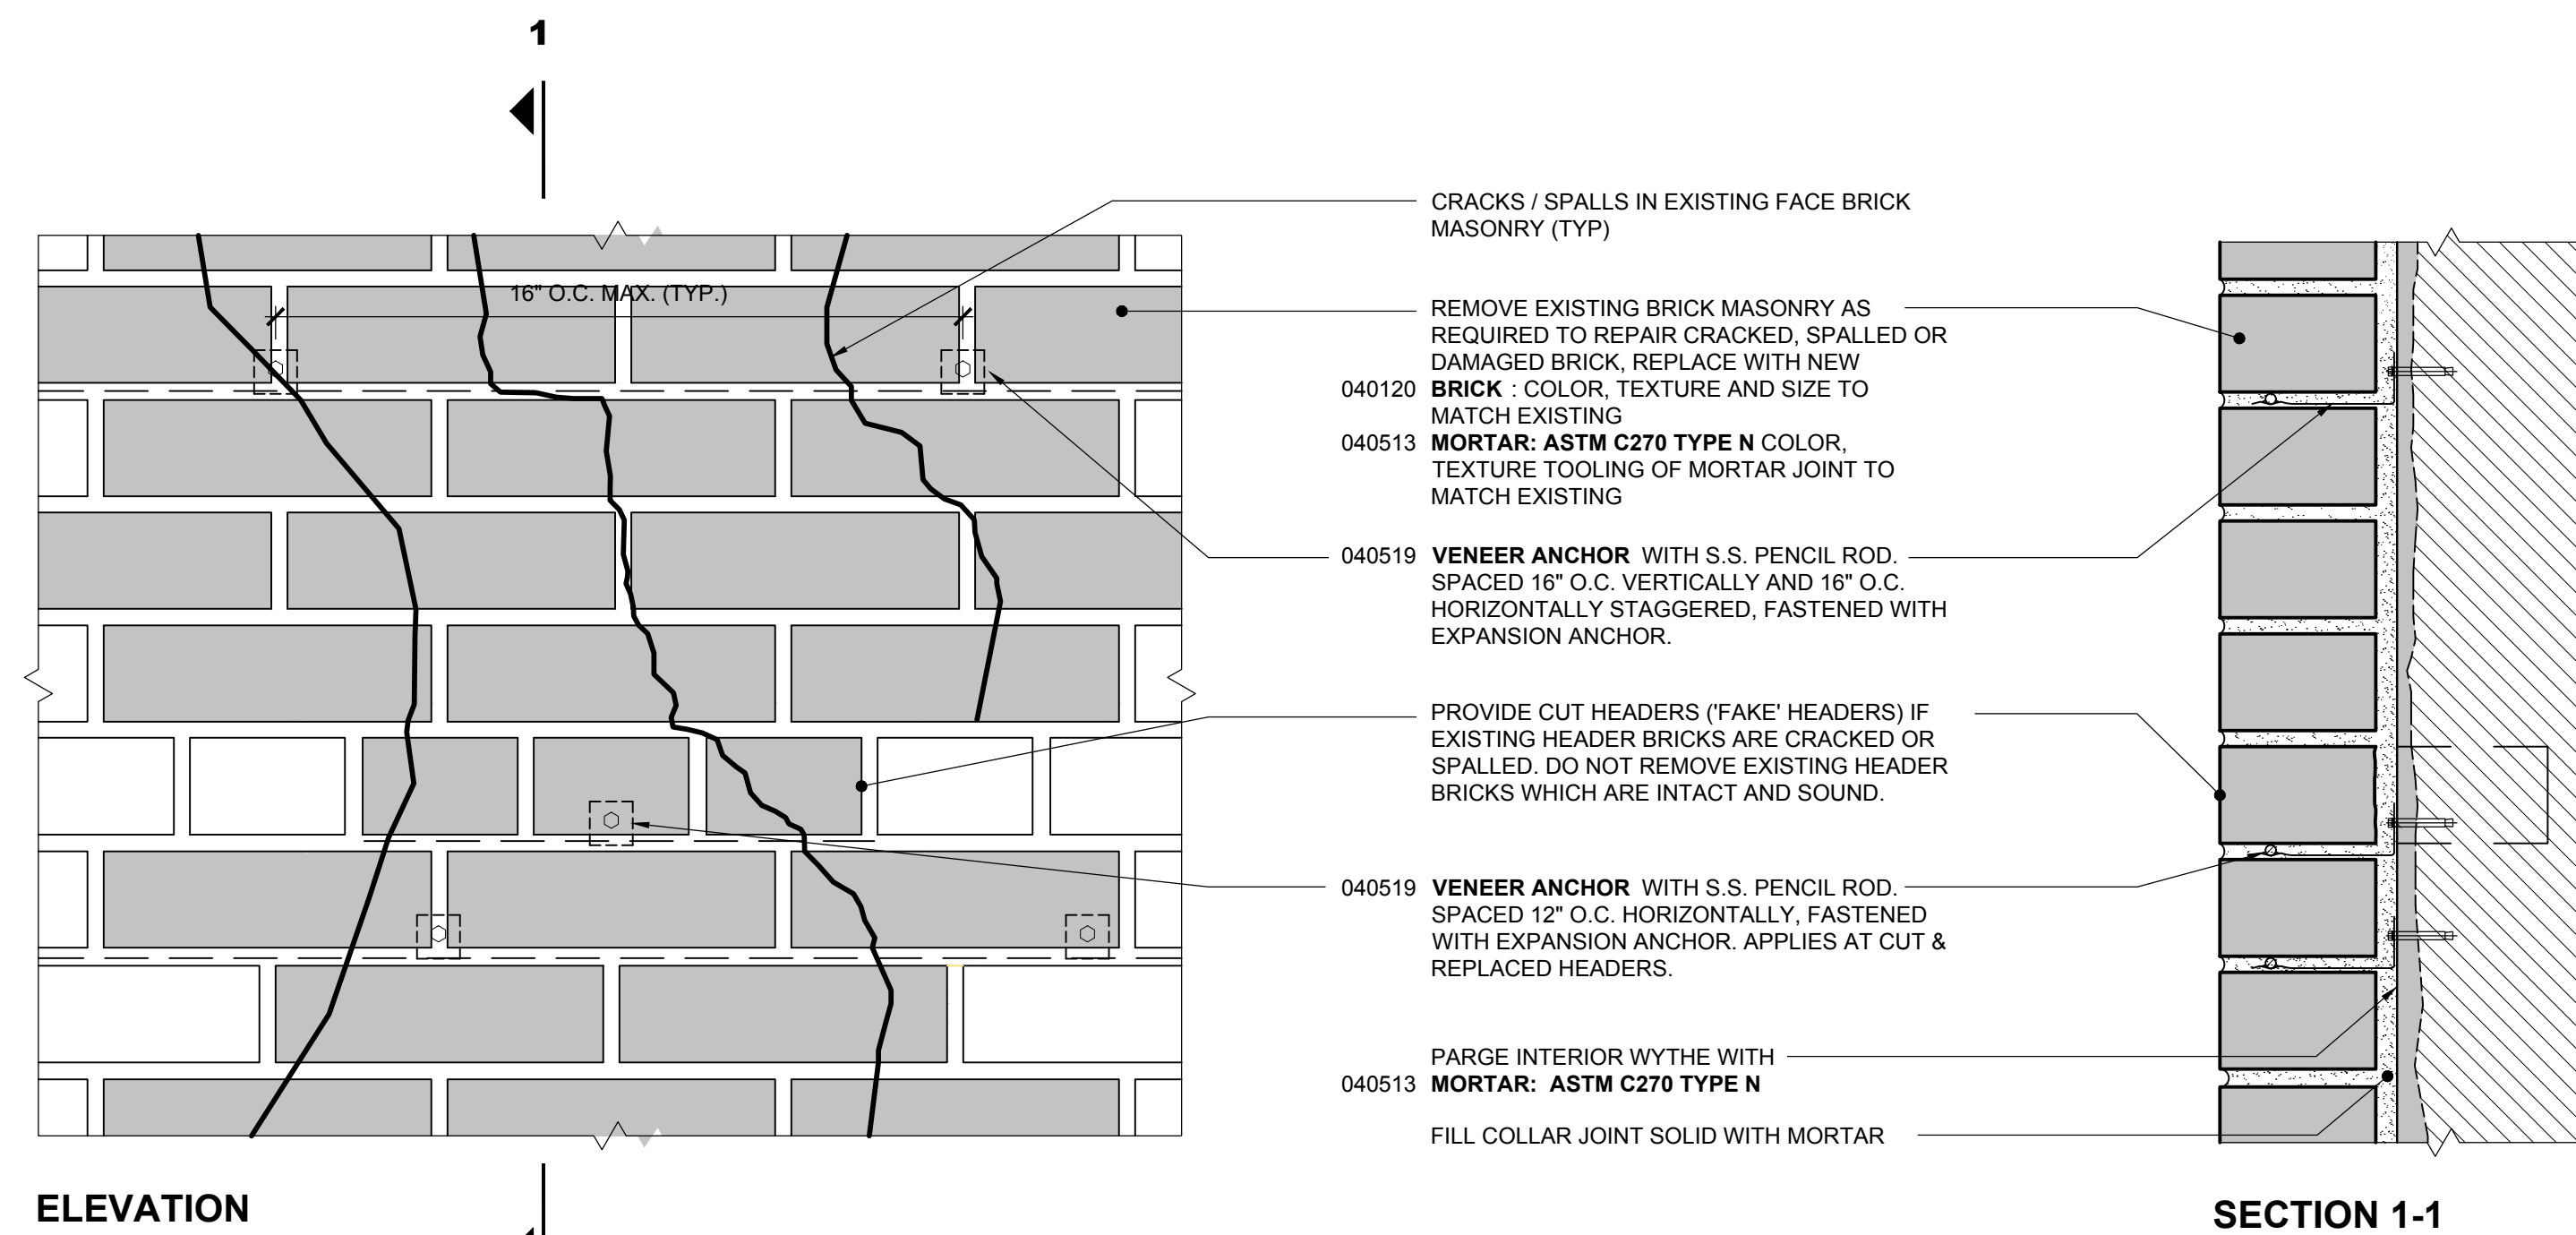 1
16" O.C. MAX. (TYP.)
CRACKS / SPALLS IN EXISTING FACE BRICK
MASONRY (TYP)
REMOVE EXISTING BRICK MASONRY AS
REQUIRED TO REPAIR CRACKED, SPALLED OR
DAMAGED BRICK, REPLACE WITH NEW
040120 BRICK : COLOR, TEXTURE AND SIZE TO
MATCH EXISTING
040513 MORTAR: ASTM C270 TYPE N COLOR,
TEXTURE TOOLING OF MORTAR JOINT TO
MATCH EXISTING
040519 VENEER ANCHOR WITH S.S. PENCIL ROD.
SPACED 16" O.C. VERTICALLY AND 16" O.C.
HORIZONTALLY STAGGERED, FASTENED WITH
EXPANSION ANCHOR.
PROVIDE CUT HEADERS ('FAKE' HEADERS) IF
EXISTING HEADER BRICKS ARE CRACKED OR
SPALLED. DO NOT REMOVE EXISTING HEADER
BRICKS WHICH ARE INTACT AND SOUND.
040519 VENEER ANCHOR WITH S.S. PENCIL ROD.
SPACED 12" O.C. HORIZONTALLY, FASTENED
WITH EXPANSION ANCHOR. APPLIES AT CUT &
REPLACED HEADERS.
PARGE INTERIOR WYTHE WITH
040513 MORTAR: ASTM C270 TYPE N
FILL COLLAR JOINT SOLID WITH MORTAR
ELEVATION
SECTION 1-1